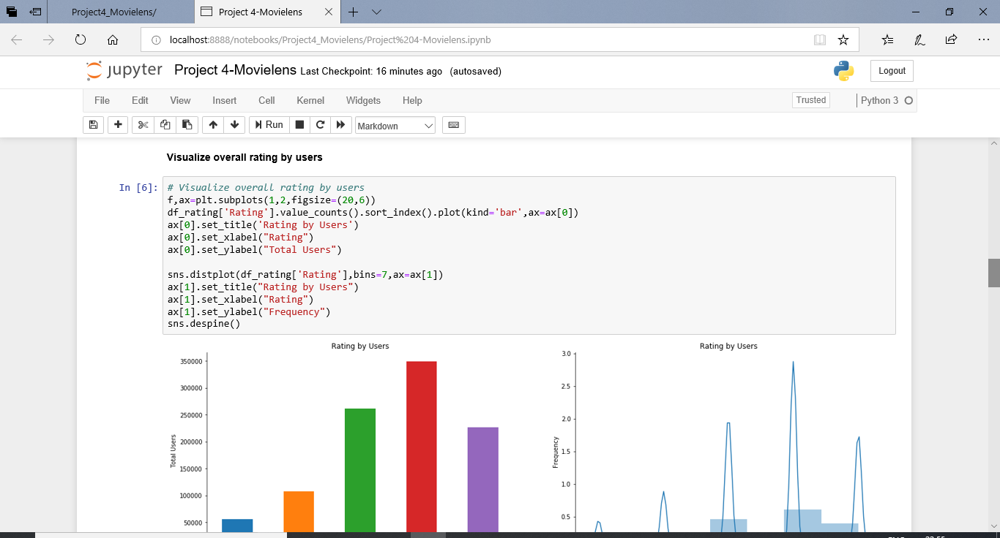 Project4_Movielens/
Project 4-Movielens
localhost:8888/notebooks/Project4_Movielens/Project%204-Movielens.ipynb
jupyter Project 4-Movielens Last Checkpoint: 16 minutes ago (autosaved)
Logout
File Edit View Insert Cell Kernel Widgets Help
Trusted
Python 3
Run
Markdown
Visualize overall rating by users
In [6]:
# Visualize overall rating by users
f,ax=plt.subplots(1,2,figsize=(20,6))
df_rating['Rating'].value_counts().sort_index().plot(kind='bar',ax=ax[0])
ax[0].set_title('Rating by Users')
ax[0].set_xlabel("Rating")
ax[0].set_ylabel("Total Users")
sns.distplot(df_rating['Rating'],bins=7,ax=ax[1])
ax[1].set_title("Rating by Users")
ax[1].set_xlabel("Rating")
ax[1].set_ylabel("Frequency")
sns.despine()
Rating by Users
350000
300000
250000
200000
150000
100000
50000
Total Users
Rating by Users
3.0
2.5
2.0
1.5
1.0
0.5
Frequency